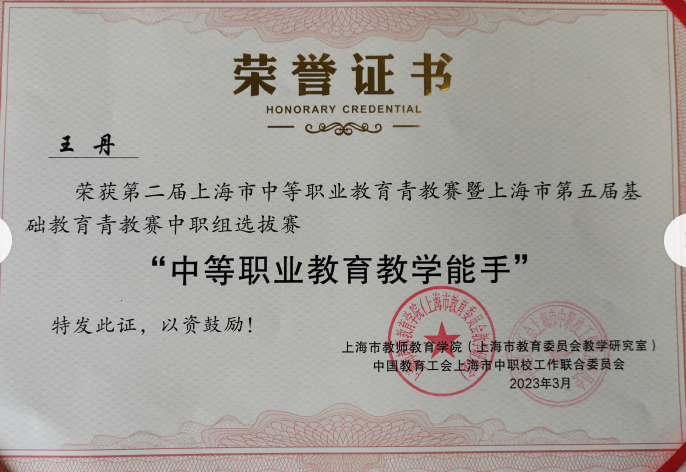 荣誉证书
HONORARY CREDENTIAL
王 丹
荣获第二届上海市中等职业教育青教赛暨上海市第五届基
础教育青教赛中职组选拔赛
“中等职业教育教学能手”
特发此证，以资鼓励！
上海市教师教育学院（上海市教育委员会教学研究室）
中国教育工会上海市中职校工作联合委员会
2023年3月